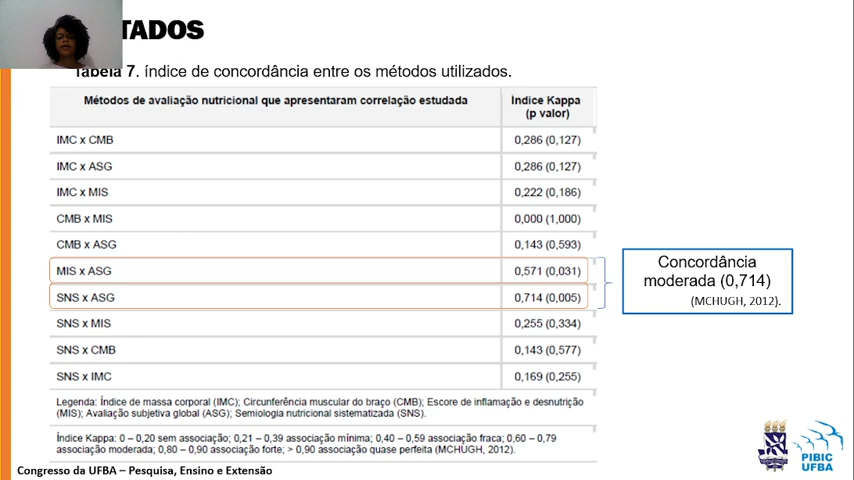 TADOS
Tabela 7. índice de concordância entre os métodos utilizados.
Métodos de avaliação nutricional que apresentaram correlação estudada
Índice Kappa
(p valor)
IMC x CMB
0,286 (0,127)
IMC x ASG
0,286 (0,127)
IMC x MIS
0,222 (0,186)
CMB x MIS
0,000 (1,000)
CMB x ASG
0,143 (0,593)
MIS x ASG
0,571 (0,031)
SNS x ASG
0,714 (0,005)
SNS x MIS
0,255 (0,334)
SNS x CMB
0,143 (0,577)
SNS x IMC
0,169 (0,255)
Concordância
moderada (0,714)
(MCHUGH, 2012).
Legenda: Índice de massa corporal (IMC); Circunferência muscular do braço (CMB); Escore de inflamação e desnutrição
(MIS); Avaliação subjetiva global (ASG); Semiologia nutricional sistematizada (SNS).
Índice Kappa: 0 – 0,20 sem associação; 0,21 – 0,39 associação mínima; 0,40 – 0,59 associação fraca; 0,60 – 0,79
associação moderada; 0,80 – 0,90 associação forte; > 0,90 associação quase perfeita (MCHUGH, 2012).
Congresso da UFBA – Pesquisa, Ensino e Extensão
PIBIC
UFBA